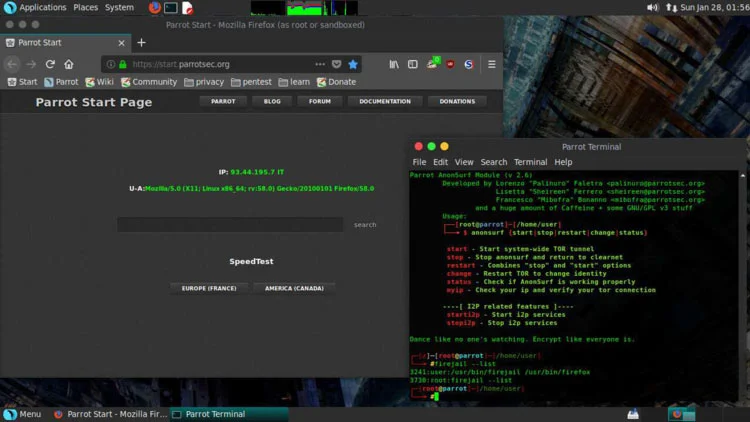 Applications Places System
Sun Jan 28, 01:56
Parrot Start - Mozilla Firefox (as root or sandboxed)
Parrot Start
https://start.parrotsec.org
Start Parrot Wiki Community privacy pentest learn Donate
Parrot Start Page
PARROT BLOG FORUM DOCUMENTATION DONATIONS
IP: 93.44.195.7 IT
U-A:Mozilla/5.0 (X11; Linux x86_64; rv:58.0) Gecko/20100101 Firefox/58.0
search
SpeedTest
EUROPE (FRANCE) AMERICA (CANADA)
Parrot Terminal
File Edit View Search Terminal Help
Parrot AnonSurf Module (v 2.6)
Developed by Lorenzo "Palinuro" Faletra <palinuro@parrotsec.org>
Lisetta "Sheireen" Ferrero <sheireen@parrotsec.org>
Francesco "Mibofra" Bonanno <mibofra@parrotsec.org>
and a huge amount of Caffeine + some GNU/GPL v3 stuff
Usage:
┌──[root@parrot]─[/home/user]
└──╼ $ anonsurf {start|stop|restart|change|status}
start - Start system-wide TOR tunnel
stop - Stop anonsurf and return to clearnet
restart - Combines "stop" and "start" options
change - Restart TOR to change identity
status - Check if AnonSurf is working properly
myip - Check your ip and verify your tor connection
----[ I2P related features ]----
starti2p - Start i2p services
stopi2p - Stop i2p services
Dance like no one's watching. Encrypt like everyone is.
┌─[✗]─[root@parrot]─[/home/user]
└──╼ #firejail --list
3241:user:/usr/bin/firejail /usr/bin/firefox
3730:root:firejail --list
┌─[root@parrot]─[/home/user]
└──╼ #
Menu Parrot Start - Mozilla Fir... Parrot Terminal